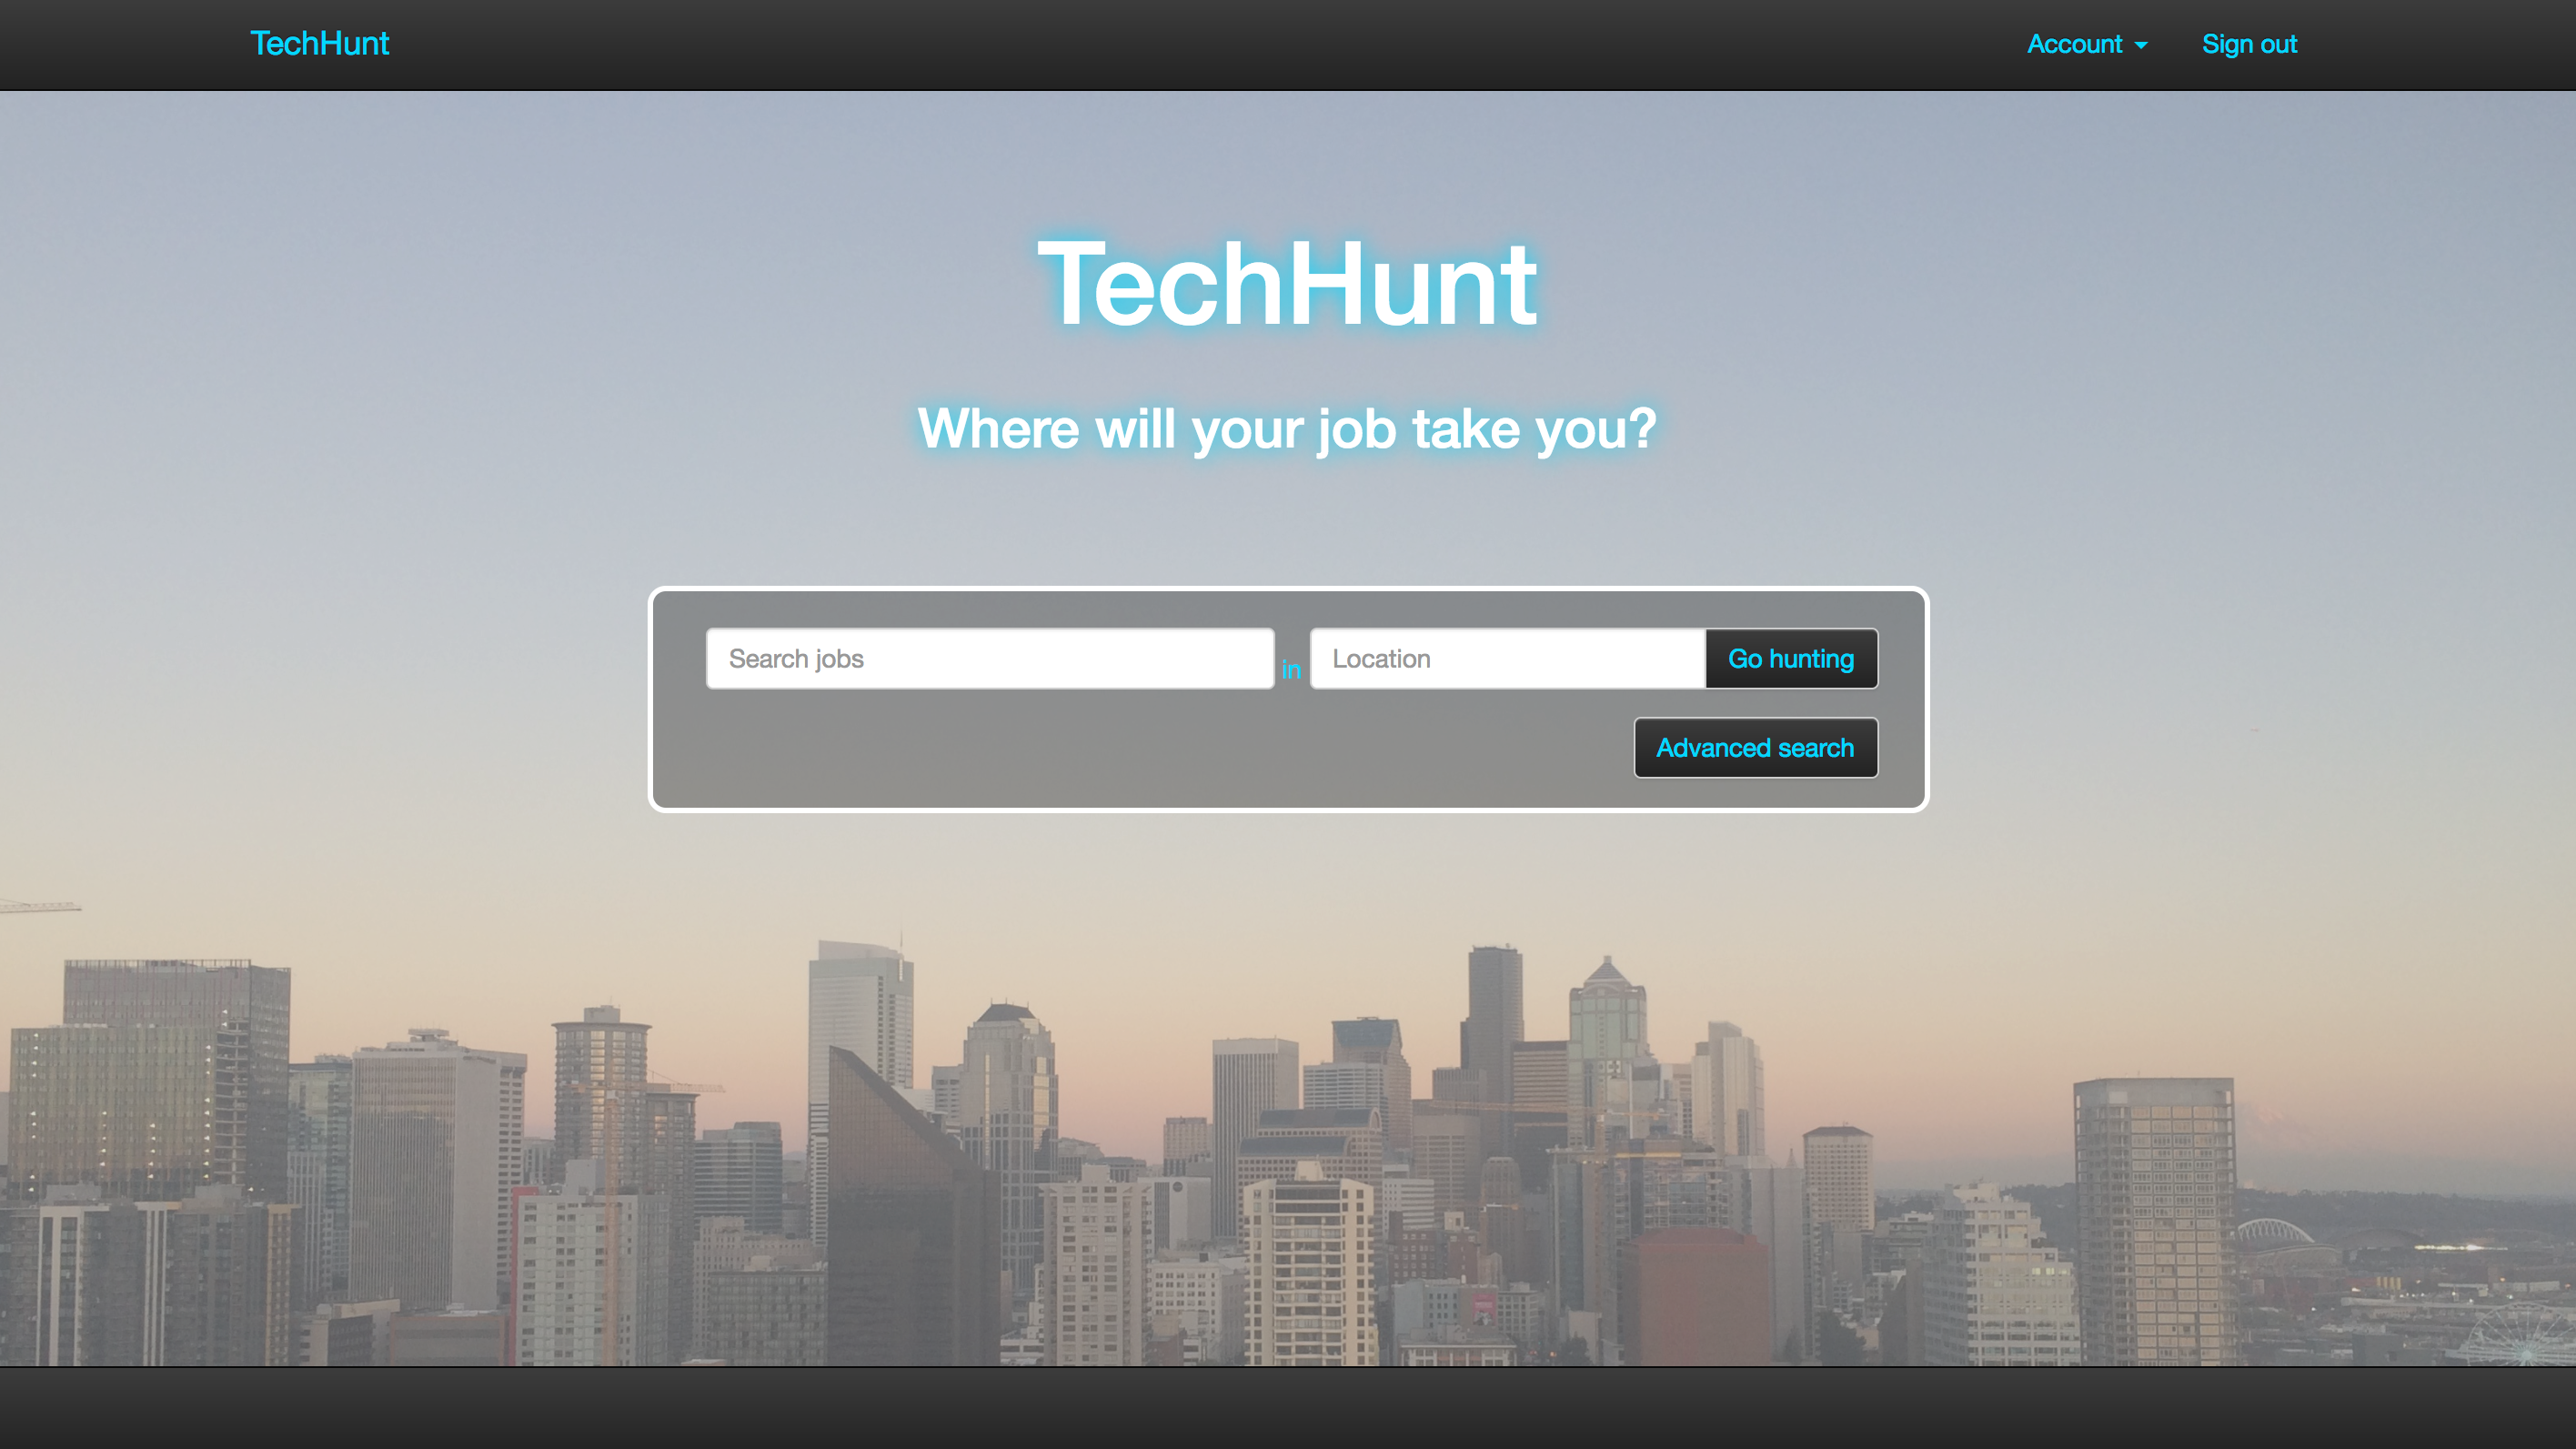 TechHunt Account Sign out
TechHunt
Where will your job take you?
Search jobs in Location Go hunting
Advanced search